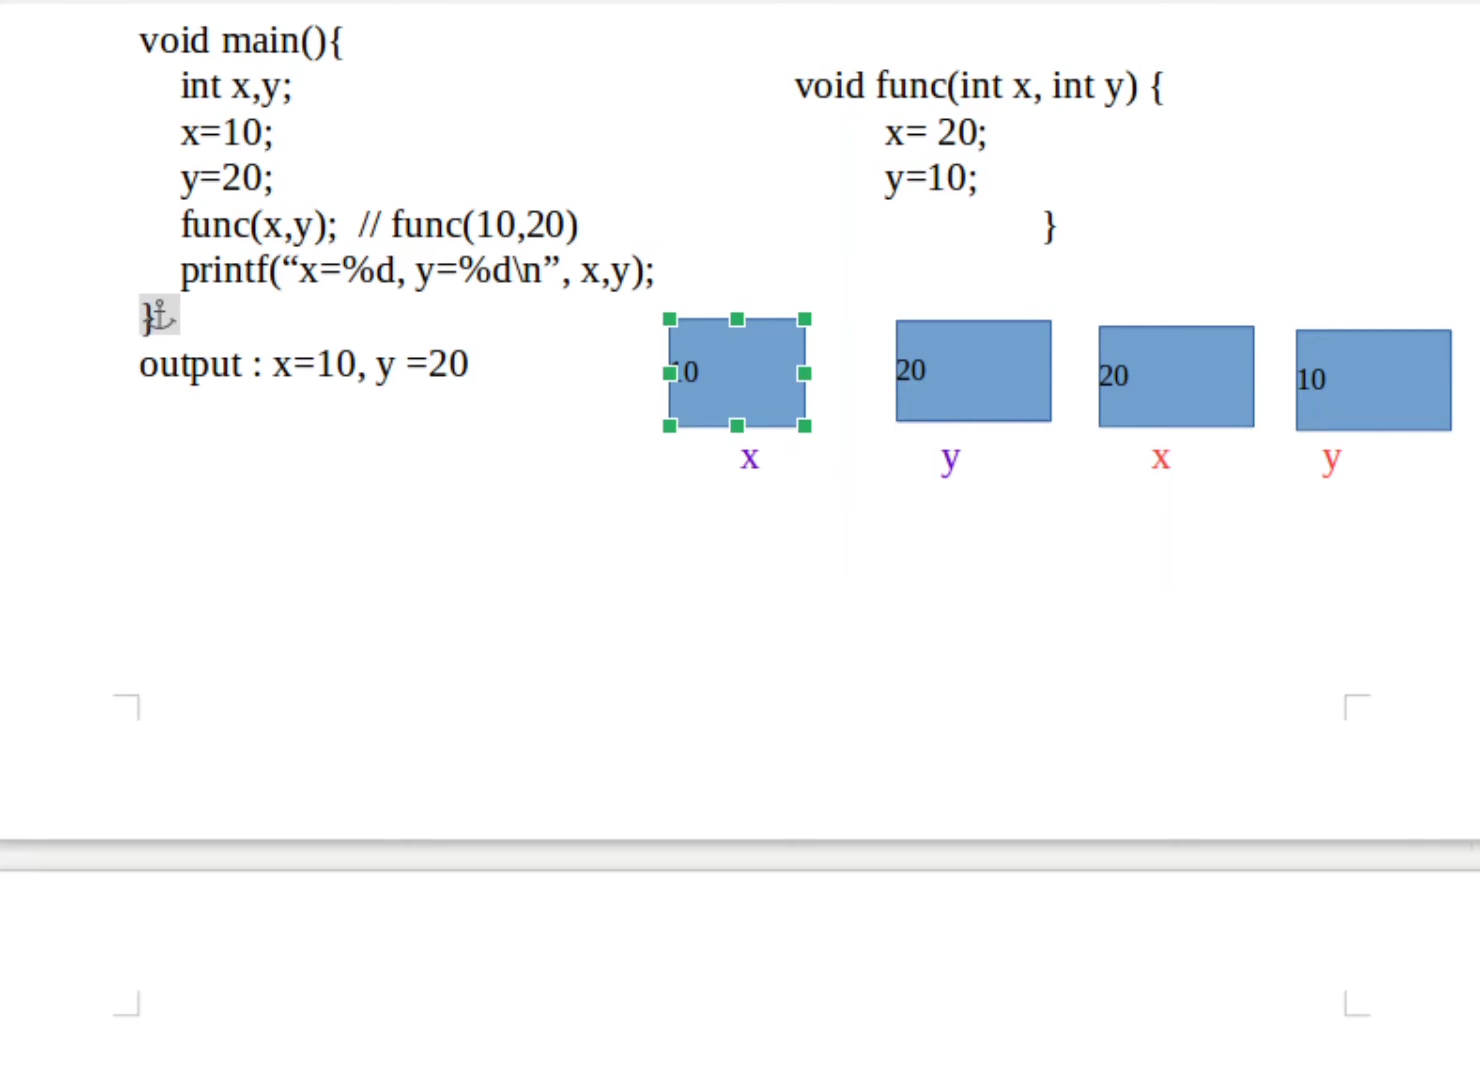 void main(){
int x,y;
x=10;
y=20;
func(x,y);  // func(10,20)
printf(“x=%d, y=%d\n”, x,y);
}
output : x=10, y =20
void func(int x, int y) {
x= 20;
y=10;
}
10 20 20 10
x y x y